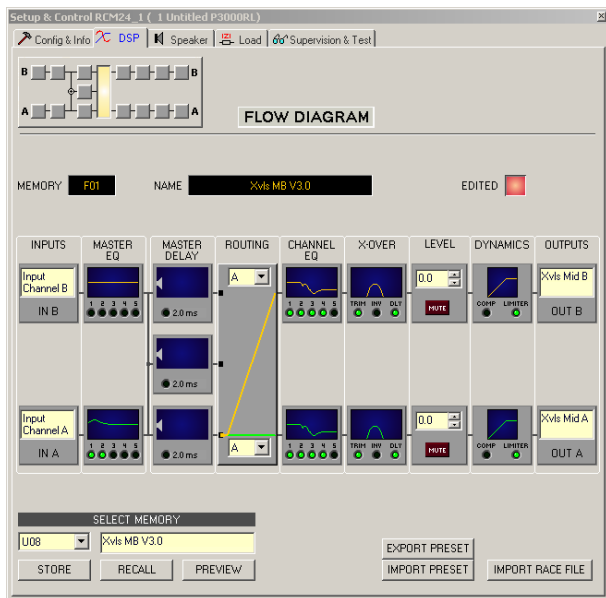 Setup & Control RCM24_1 ( 1 Untitled P3000RL)
Config & Info DSP Speaker Load Supervision & Test
B B
A A
FLOW DIAGRAM
MEMORY F01 NAME Xvls MB V3.0 EDITED
INPUTS MASTER EQ MASTER DELAY ROUTING CHANNEL EQ X-OVER LEVEL DYNAMICS OUTPUTS
Input Channel B A 0.0 Xvls Mid B
1 2 3 4 5 1 2 3 4 5 TRIM INV DLY COMP LIMITER
IN B 2.0 ms MUTE OUT B
2.0 ms
Input Channel A 0.0 Xvls Mid A
1 2 3 4 5 A 1 2 3 4 5 TRIM INV DLY COMP LIMITER
IN A 2.0 ms MUTE OUT A
SELECT MEMORY
U08 Xvls MB V3.0
EXPORT PRESET
STORE RECALL PREVIEW IMPORT PRESET IMPORT RACE FILE